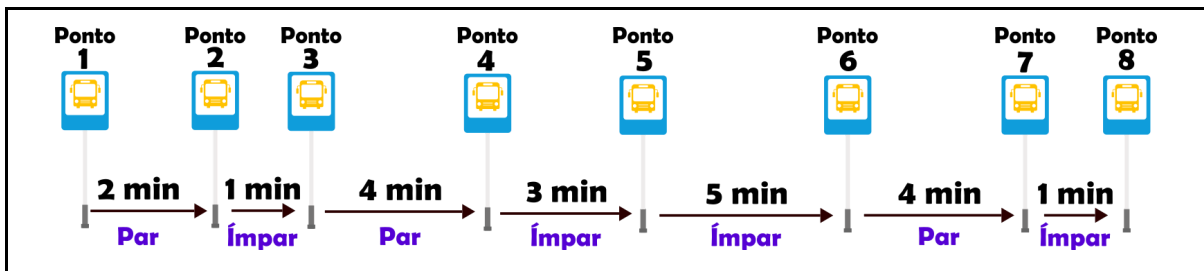 Ponto Ponto Ponto Ponto Ponto Ponto Ponto Ponto
1 2 3 4 5 6 7 8
2 min 1 min 4 min 3 min 5 min 4 min 1 min
Par Ímpar Par Ímpar Ímpar Par Ímpar